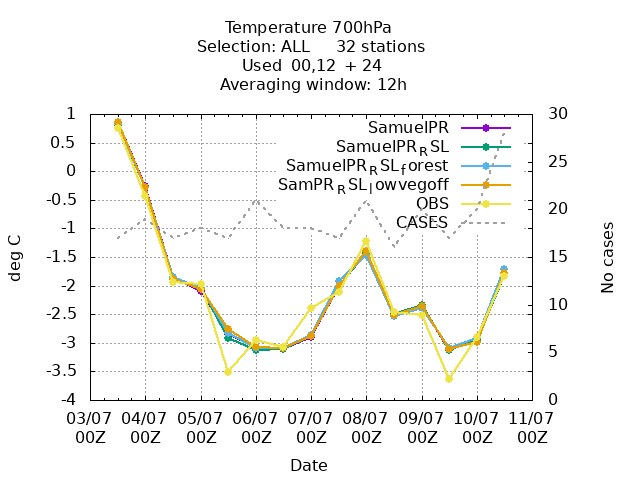 Temperature 700hPa
Selection: ALL     32 stations
Used  00,12  + 24
Averaging window: 12h
SamuelPR
SamuelPR_RSL
SamuelPR_RSL_forest
SamPR_RSL_lowvegoff
OBS
CASES
1
0.5
0
-0.5
-1
-1.5
-2
-2.5
-3
-3.5
-4
deg C
30
25
20
15
10
5
0
No cases
03/07 04/07 05/07 06/07 07/07 08/07 09/07 10/07 11/07
00Z 00Z 00Z 00Z 00Z 00Z 00Z 00Z 00Z
Date